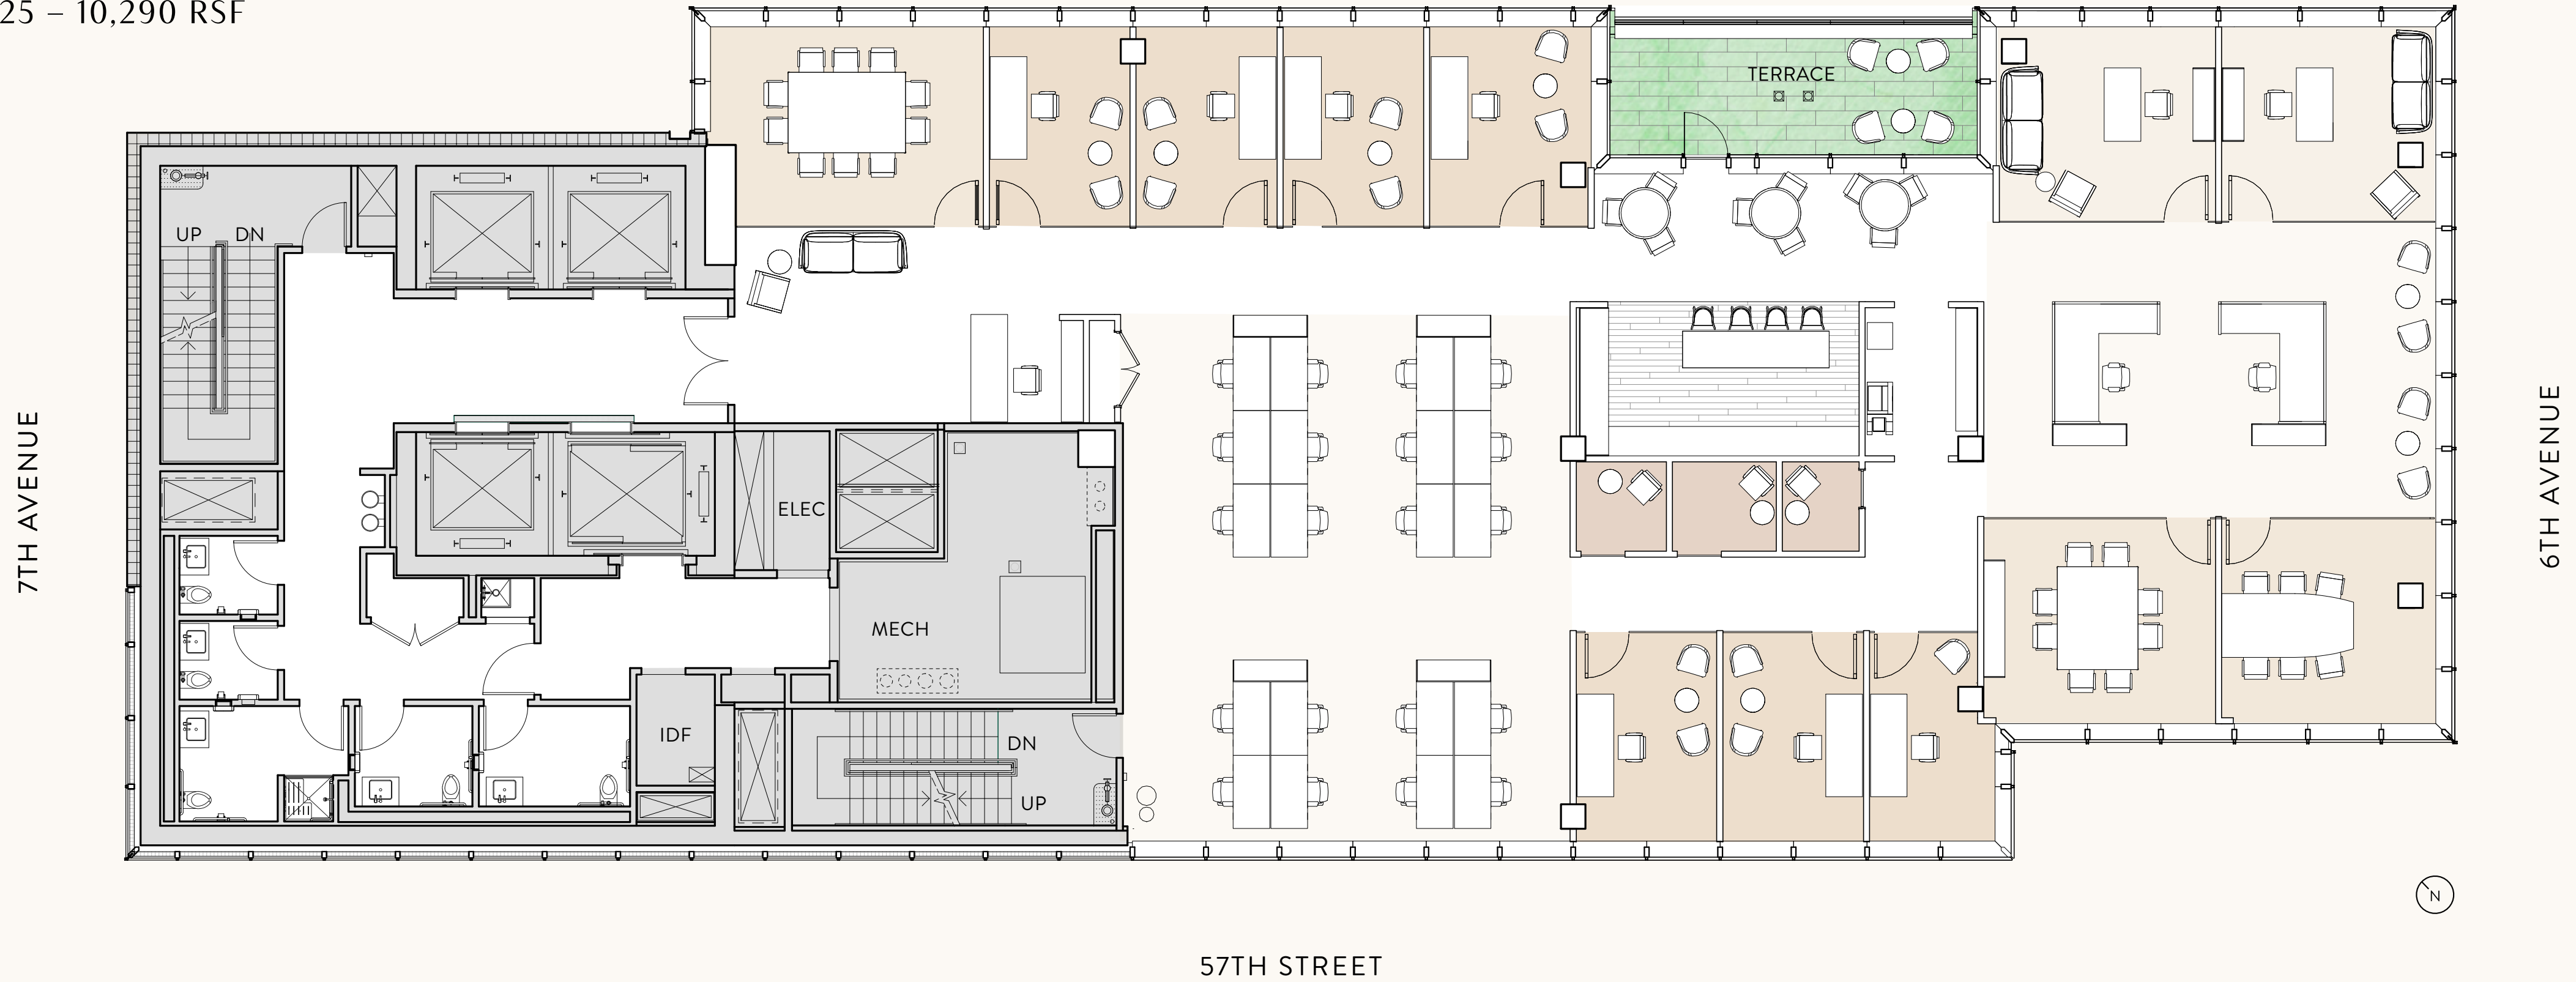 25 – 10,290 RSF
TERRACE
UP DN
7TH AVENUE
6TH AVENUE
ELEC
MECH
IDF
DN
UP
N
57TH STREET